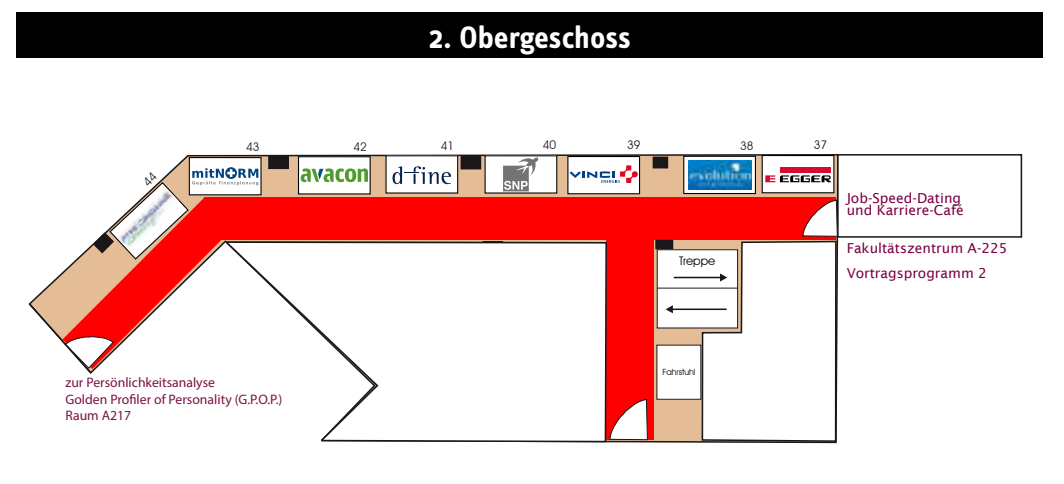 2. Obergeschoss
44
43
42
41
40
39
38
37
mitNORM
Geprüfte Finanzplanung
avacon
d-fine
SNP
VINCI
ENERGIES
evolution
E EGGER
Job-Speed-Dating
und Karriere-Café
Fakultätszentrum A-225
Vortragsprogramm 2
Treppe
Fahrstuhl
zur Persönlichkeitsanalyse
Golden Profiler of Personality (G.P.O.P.)
Raum A217